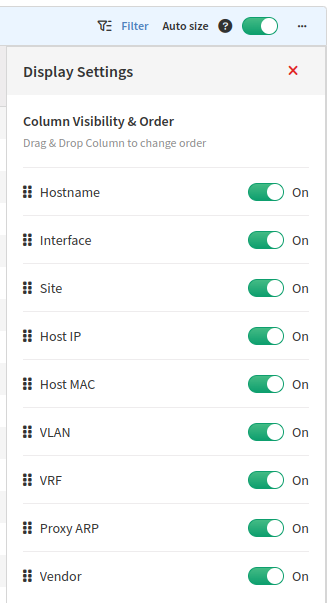 Filter Auto size ? ...
Display Settings
Column Visibility & Order
Drag & Drop Column to change order
Hostname On
Interface On
Site On
Host IP On
Host MAC On
VLAN On
VRF On
Proxy ARP On
Vendor On